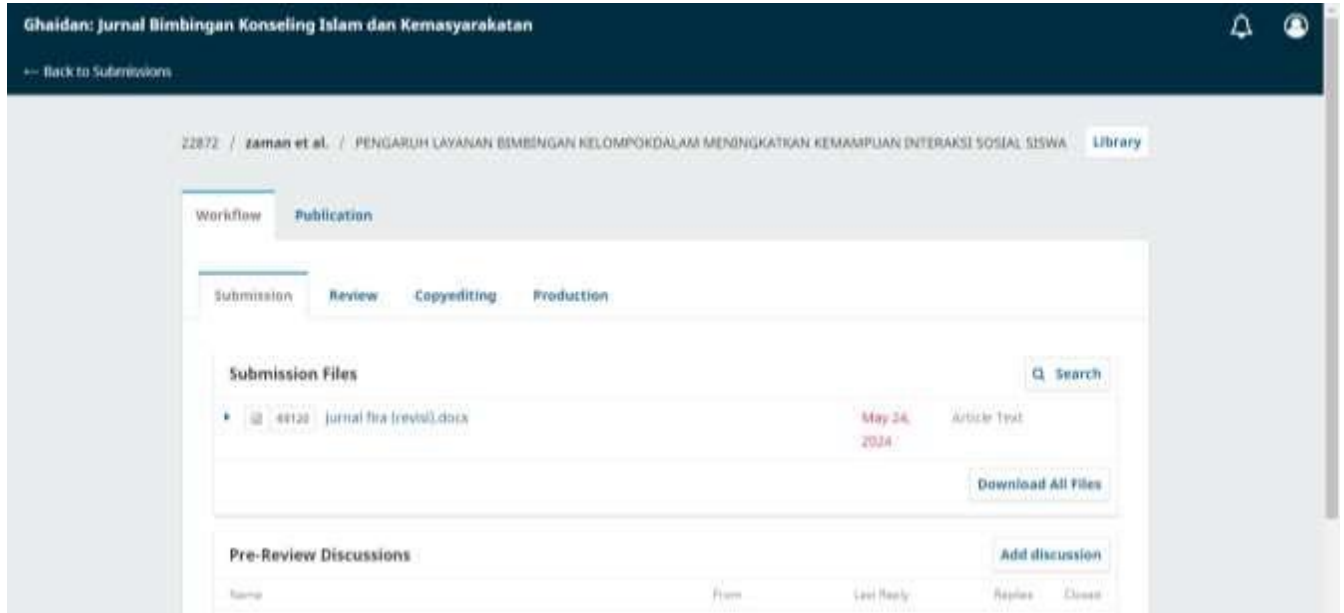 Ghaidan: Jurnal Bimbingan Konseling Islam dan Kemasyarakatan
← Back to Submissions
22872 / zaman et al. / PENGARUH LAYANAN BIMBINGAN KELOMPOKDALAM MENINGKATKAN KEMAMPUAN INTERAKSI SOSIAL SISWA Library
Workflow Publication
Submission Review Copyediting Production
Submission Files Search
jurnal fira (revisi).docx May 24, Article Text
2024
Download All Files
Pre-Review Discussions Add discussion
Name From Last Reply Replies Closed